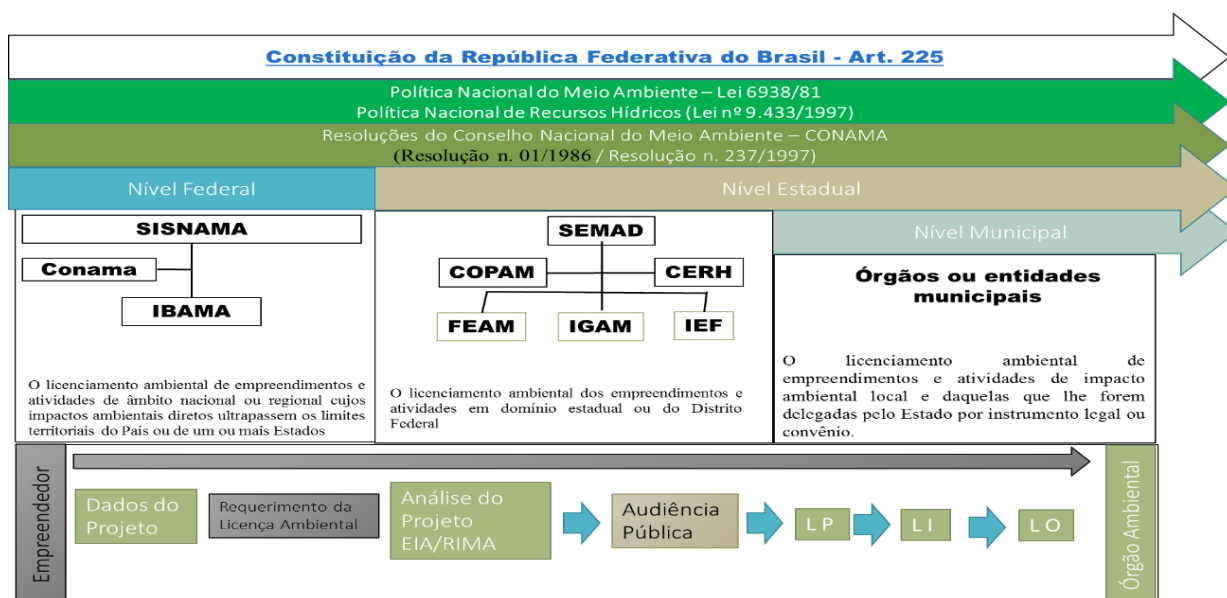 Constituição da República Federativa do Brasil - Art. 225
Política Nacional do Meio Ambiente – Lei 6938/81
Política Nacional de Recursos Hídricos (Lei nº 9.433/1997)
Resoluções do Conselho Nacional do Meio Ambiente – CONAMA
(Resolução n. 01/1986 / Resolução n. 237/1997)
Nível Federal
Nível Estadual
SISNAMA
Conama
IBAMA
O licenciamento ambiental de empreendimentos e
atividades de âmbito nacional ou regional cujos
impactos ambientais diretos ultrapassem os limites
territoriais do País ou de um ou mais Estados
SEMAD
COPAM
CERH
FEAM
IGAM
IEF
O licenciamento ambiental dos empreendimentos e
atividades em domínio estadual ou do Distrito
Federal
Nível Municipal
Órgãos ou entidades
municipais
O licenciamento ambiental de
empreendimentos e atividades de impacto
ambiental local e daquelas que lhe forem
delegadas pelo Estado por instrumento legal ou
convênio.
Empreendedor
Dados do
Projeto
Requerimento da
Licença Ambiental
Análise do
Projeto
EIA/RIMA
Audiência
Pública
LP
LI
LO
Órgão Ambiental